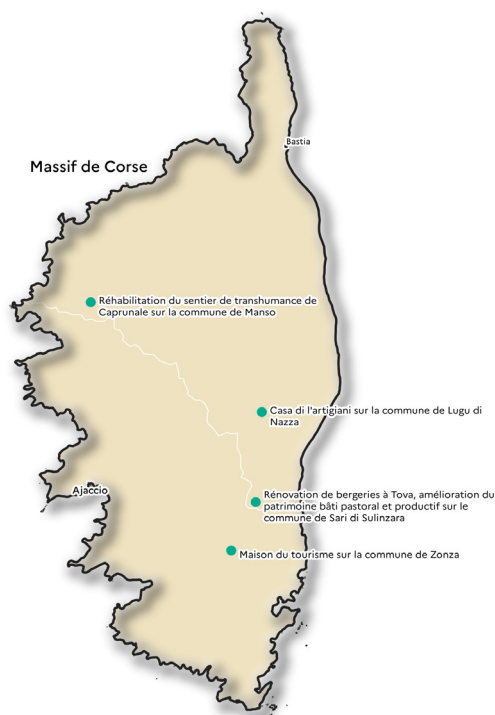 Bastia
Massif de Corse
Réhabilitation du sentier de transhumance de
Caprunale sur la commune de Manso
Casa di l'artigiani sur la commune de Lugu di
Nazza
Ajaccio
Rénovation de bergeries à Tova, amélioration du
patrimoine bâti pastoral et productif sur le
commune de Sari di Sulinzara
Maison du tourisme sur la commune de Zonza